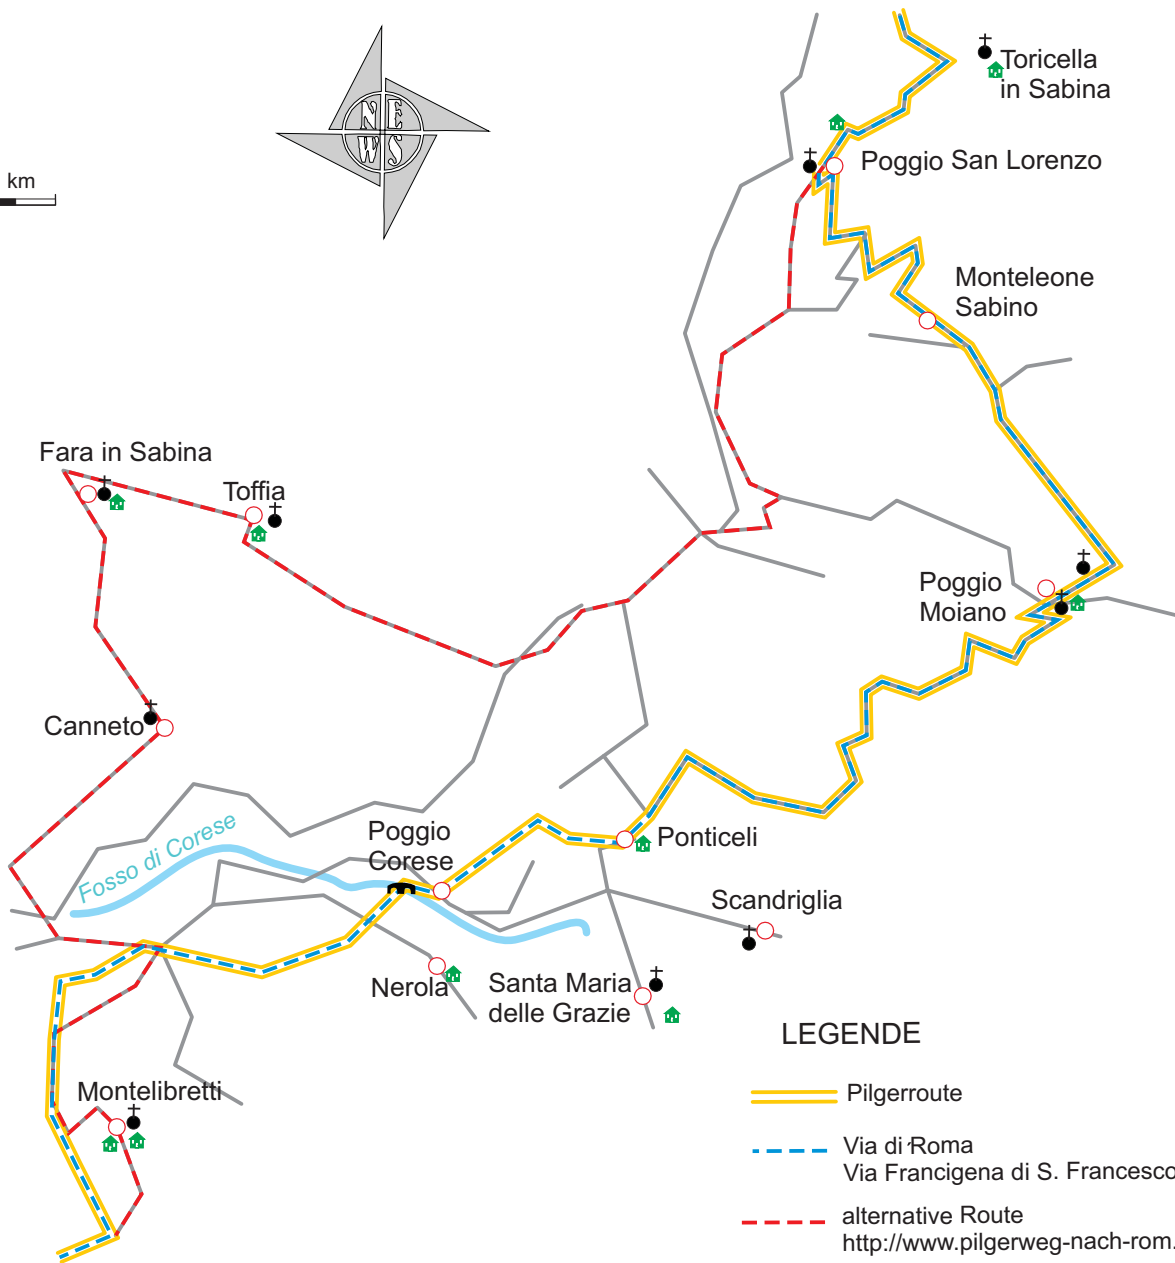 Toricella
in Sabina
N E
W S
km
Poggio San Lorenzo
Monteleone
Sabino
Fara in Sabina
Toffia
Poggio
Moiano
Canneto
Poggio
Corese
Fosso di Corese
Ponticeli
Scandriglia
Nerola
Santa Maria
delle Grazie
LEGENDE
Montelibretti
Pilgerroute
Via di Roma
Via Francigena di S. Francesco
alternative Route
http://www.pilgerweg-nach-rom.